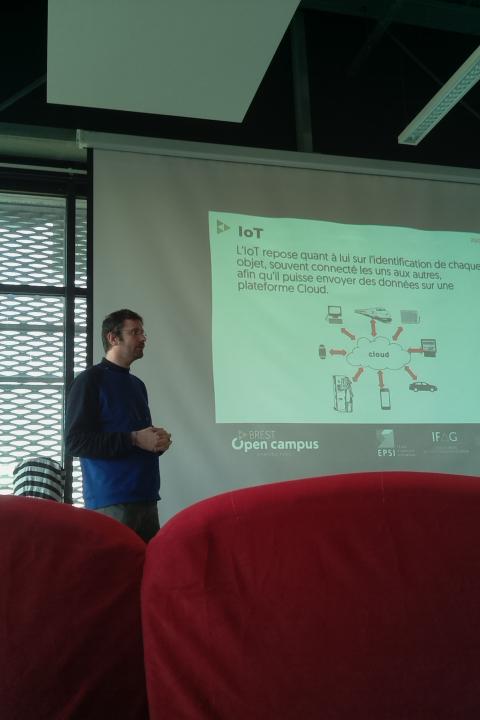 IoT
L'IoT repose quant à lui sur l'identification de chaque
objet, souvent connecté les uns aux autres,
afin qu'il puisse envoyer des données sur une
plateforme Cloud.
cloud
BREST
Open campus
EPSI
IFAG